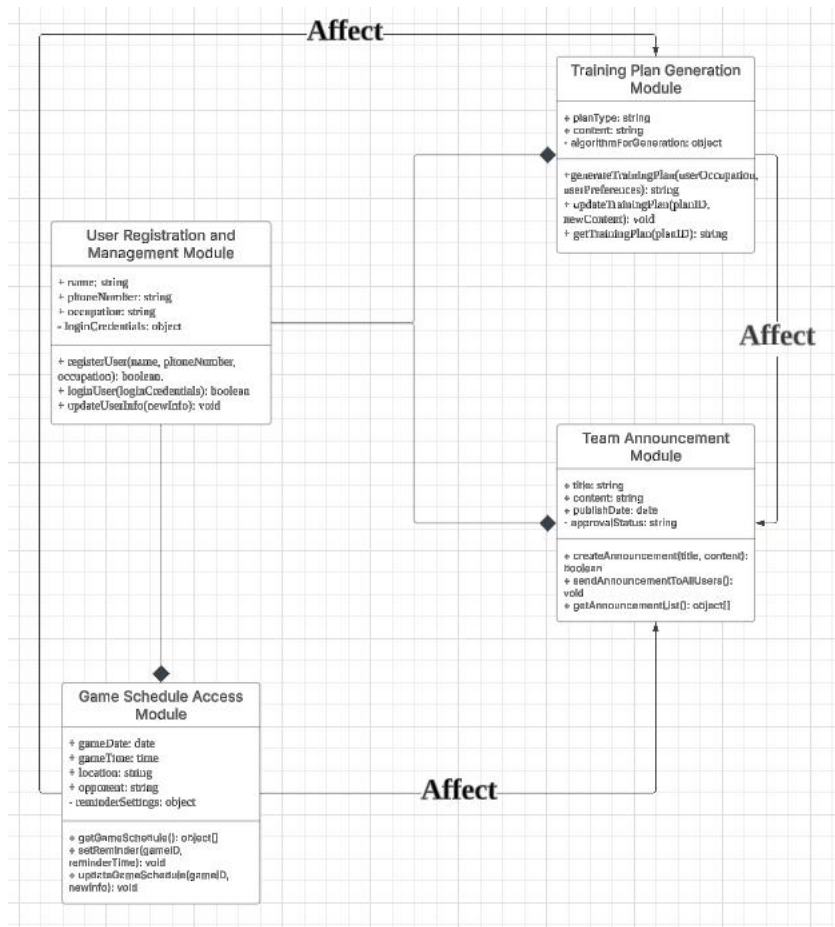 Affect
Training Plan Generation
Module
+ planType: string
+ content: string
- algorithmForGeneration: object
+generateTrainingPlan(userOccupation,
userPreferences): string
+ updateTrainingPlan(planID,
newContent): void
+ getTrainingPlan(planID): string
User Registration and
Management Module
+ name: string
+ phoneNumber: string
+ occupation: string
- loginCredentials: object
+ registerUser(name, phoneNumber,
occupation): boolean.
+ loginUser(loginCredentials): boolean
+ updateUserInfo(newInfo): void
Affect
Team Announcement
Module
+ title: string
+ content: string
+ publishDate: date
- approvalStatus: string
+ createAnnouncement(title, content):
boolean
+ sendAnnouncementToAllUsers():
void
+ getAnnouncementList(): object[]
Game Schedule Access
Module
+ gameDate: date
+ gameTime: time
+ location: string
+ opponent: string
- reminderSettings: object
+ getGameSchedule(): object[]
+ setReminder(gameID,
reminderTime): void
+ updateGameSchedule(gameID,
newInfo): void
Affect